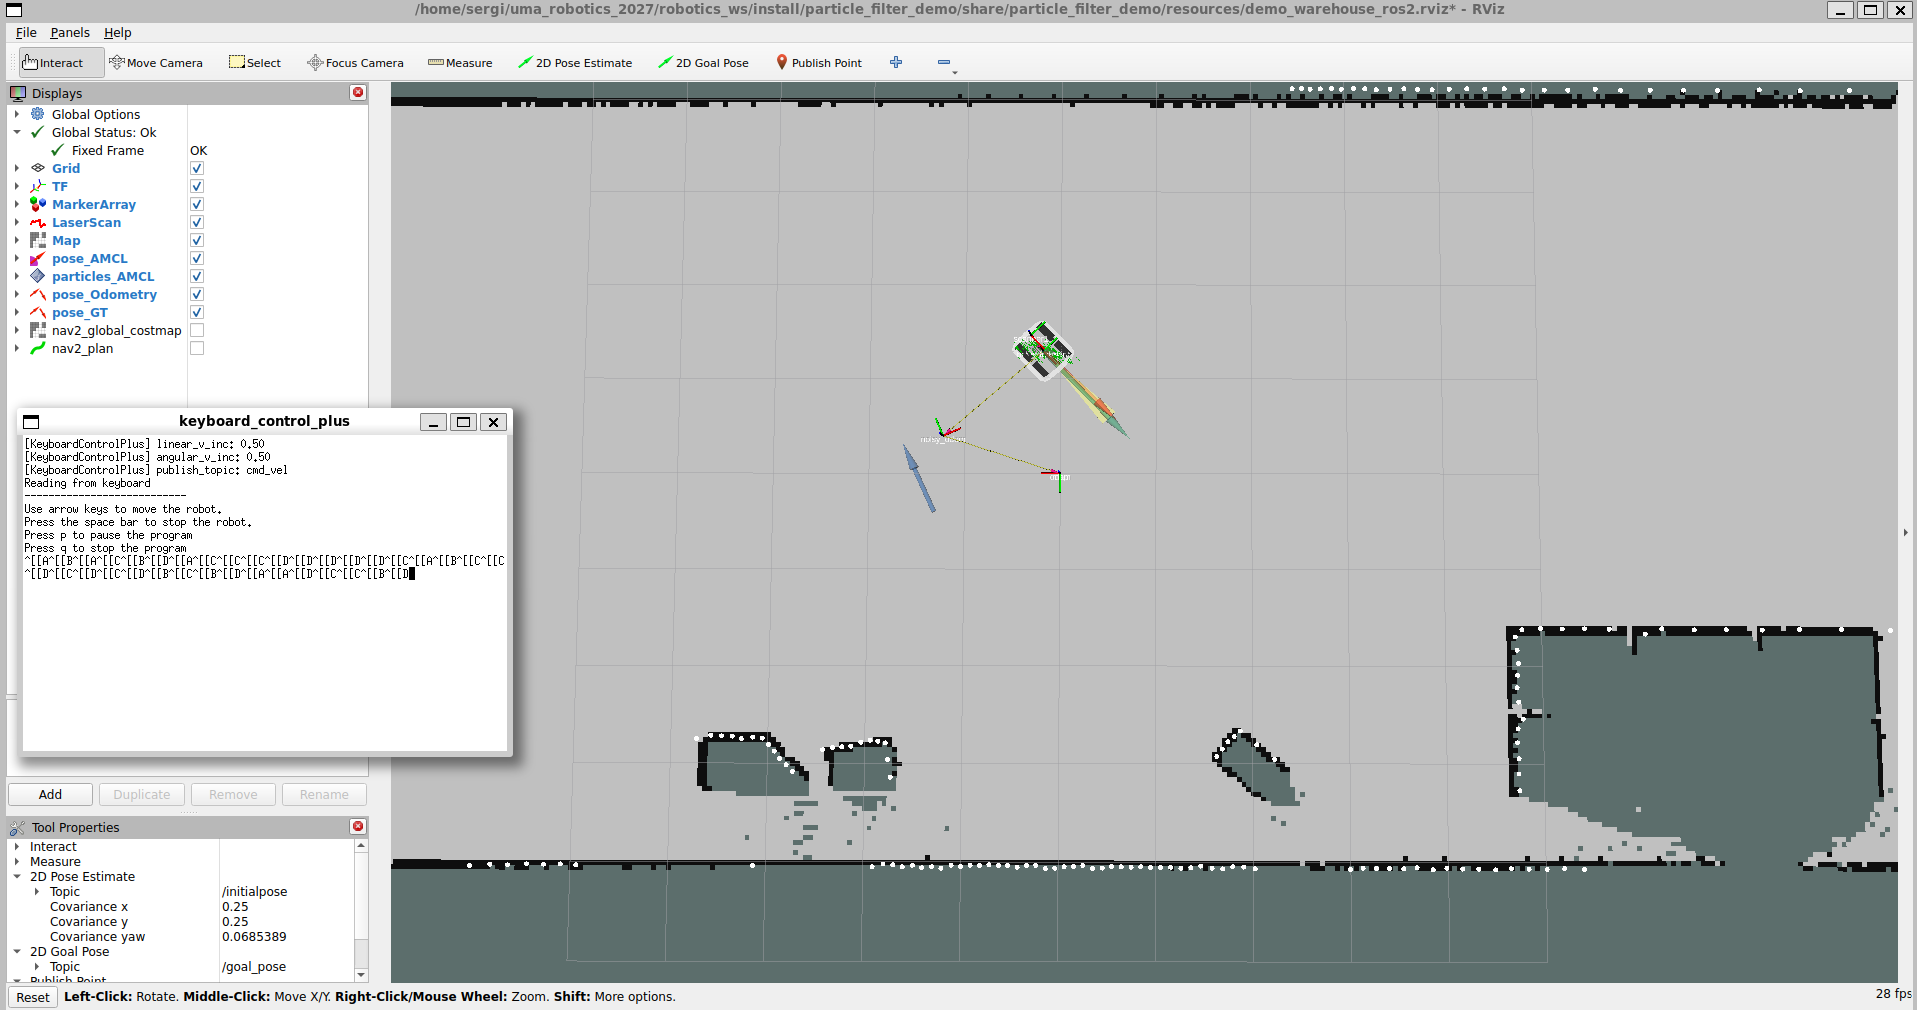 /home/sergi/uma_robotics_2027/robotics_ws/install/particle_filter_demo/share/particle_filter_demo/resources/demo_warehouse_ros2.rviz* - RViz
File Panels Help
Interact Move Camera Select Focus Camera Measure 2D Pose Estimate 2D Goal Pose Publish Point
Displays
Global Options
Global Status: Ok
Fixed Frame OK
Grid
TF
MarkerArray
LaserScan
Map
pose_AMCL
particles_AMCL
pose_Odometry
pose_GT
nav2_global_costmap
nav2_plan
keyboard_control_plus
[KeyboardControlPlus] linear_v_inc: 0.50
[KeyboardControlPlus] angular_v_inc: 0.50
[KeyboardControlPlus] publish_topic: cmd_vel
Reading from keyboard
---------------------------
Use arrow keys to move the robot.
Press the space bar to stop the robot.
Press p to pause the program
Press q to stop the program
^[[A^[[B^[[A^[[C^[[B^[[D^[[A^[[C^[[C^[[C^[[D^[[D^[[D^[[D^[[D^[[C^[[A^[[B^[[C^[[C
^[[D^[[C^[[D^[[C^[[D^[[B^[[C^[[B^[[D^[[A^[[A^[[D^[[C^[[C^[[B^[[D
Add Duplicate Remove Rename
Tool Properties
Interact
Measure
2D Pose Estimate
Topic /initialpose
Covariance x 0.25
Covariance y 0.25
Covariance yaw 0.0685389
2D Goal Pose
Topic /goal_pose
Publish Point
Reset Left-Click: Rotate. Middle-Click: Move X/Y. Right-Click/Mouse Wheel: Zoom. Shift: More options. 28 fps